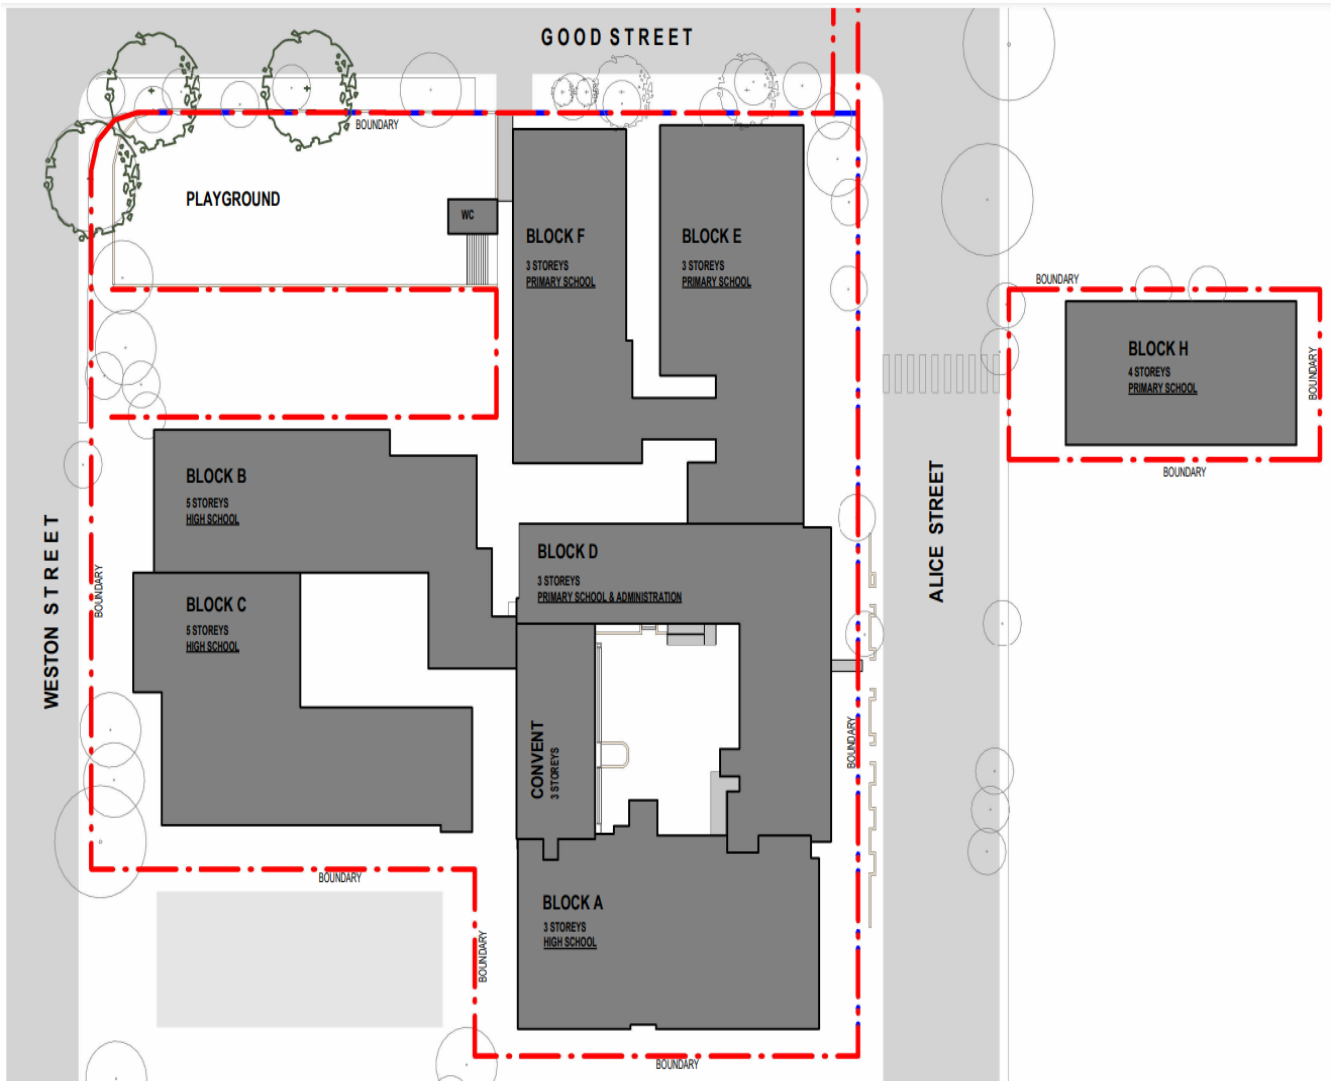 GOOD STREET
BOUNDARY
PLAYGROUND
WC
BLOCK F
3 STOREYS
PRIMARY SCHOOL
BLOCK E
3 STOREYS
PRIMARY SCHOOL
BOUNDARY
BLOCK H
4 STOREYS
PRIMARY SCHOOL
BOUNDARY
BOUNDARY
BLOCK B
5 STOREYS
HIGH SCHOOL
ALICE STREET
WESTON STREET
BOUNDARY
BLOCK D
3 STOREYS
PRIMARY SCHOOL & ADMINISTRATION
BLOCK C
5 STOREYS
HIGH SCHOOL
CONVENT
3 STOREYS
BOUNDARY
BOUNDARY
BLOCK A
3 STOREYS
HIGH SCHOOL
BOUNDARY
BOUNDARY